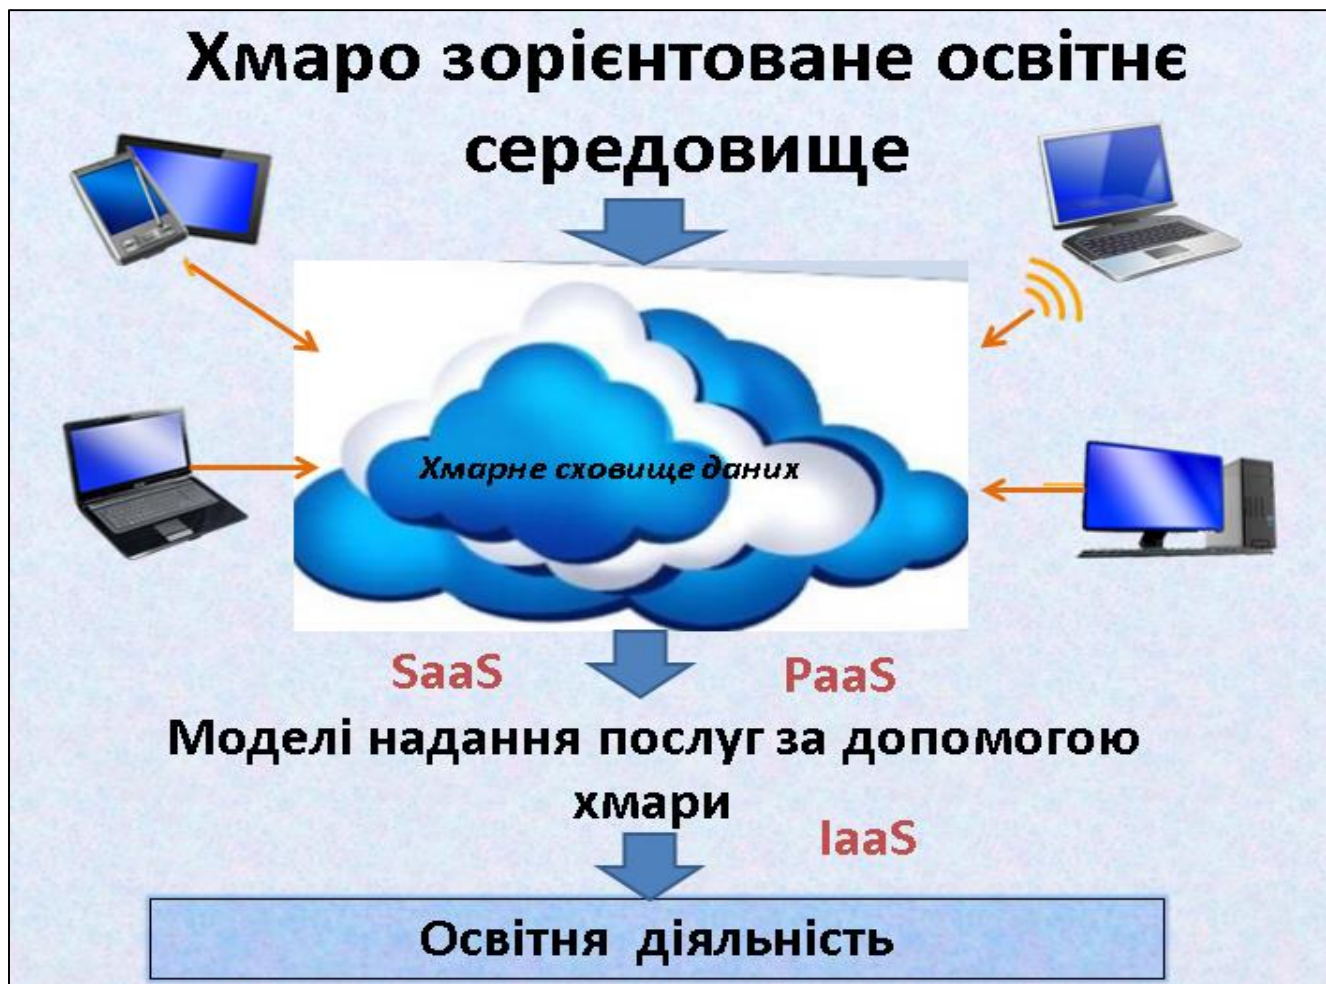 Хмаро зорієнтоване освітнє
середовище
Хмарне сховище даних
SaaS PaaS
Моделі надання послуг за допомогою
хмари
IaaS
Освітня діяльність